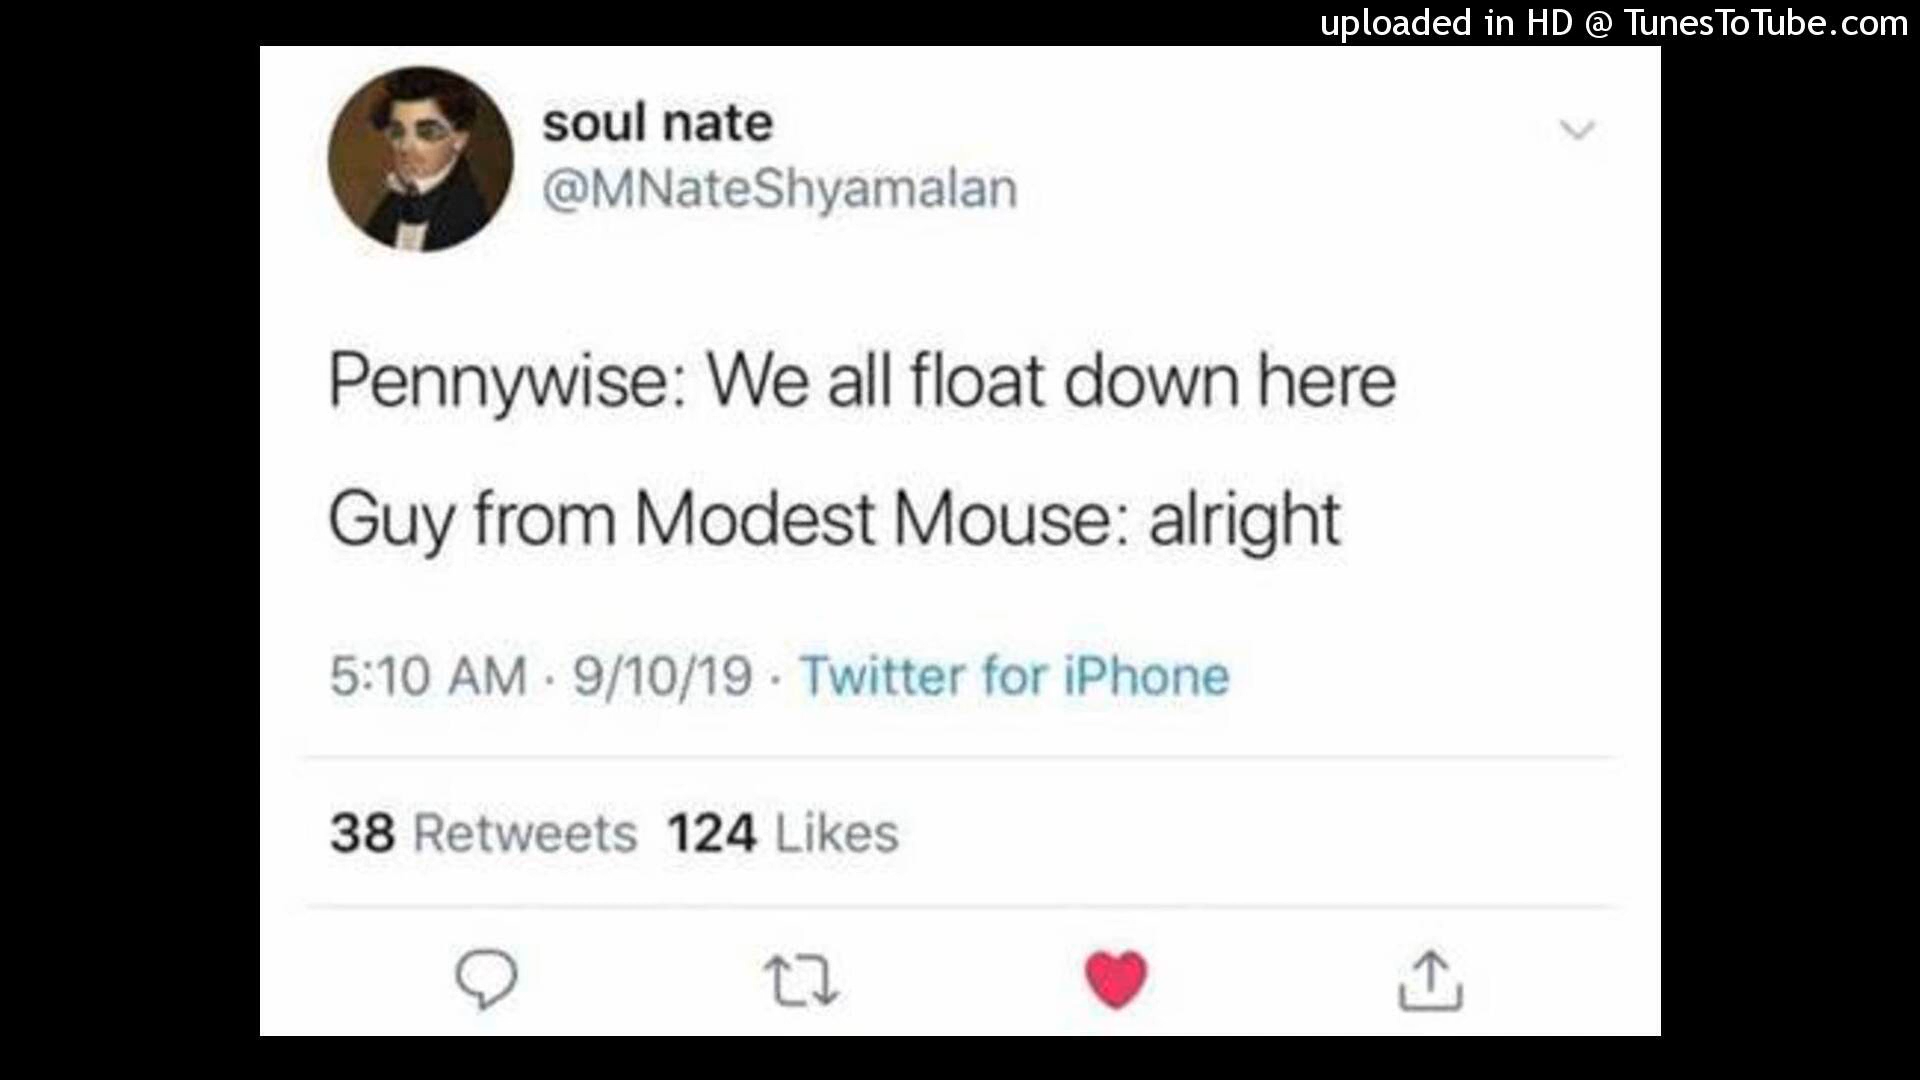 uploaded in HD @ TunesToTube.com
soul nate
@MNateShyamalan
Pennywise: We all float down here
Guy from Modest Mouse: alright
5:10 AM · 9/10/19 · Twitter for iPhone
38 Retweets 124 Likes